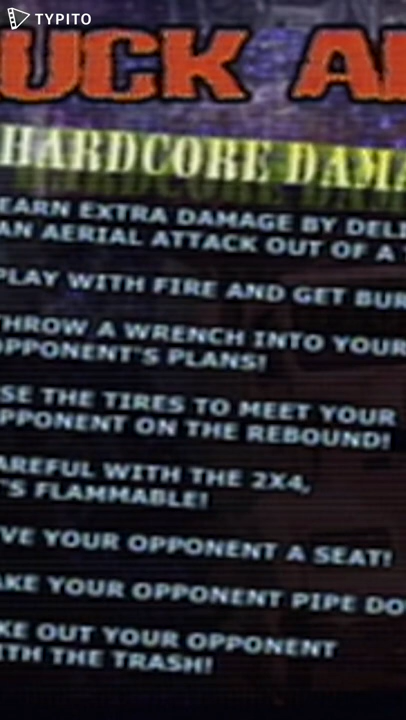 TYPITO
UCK A
HARDCORE DAMA
EARN EXTRA DAMAGE BY DELI
AN AERIAL ATTACK OUT OF A
PLAY WITH FIRE AND GET BUR
THROW A WRENCH INTO YOUR
OPPONENT'S PLANS!
SE THE TIRES TO MEET YOUR
PPONENT ON THE REBOUND!
AREFUL WITH THE 2X4,
'S FLAMMABLE!
VE YOUR OPPONENT A SEAT!
AKE YOUR OPPONENT PIPE DO
KE OUT YOUR OPPONENT
ITH THE TRASH!